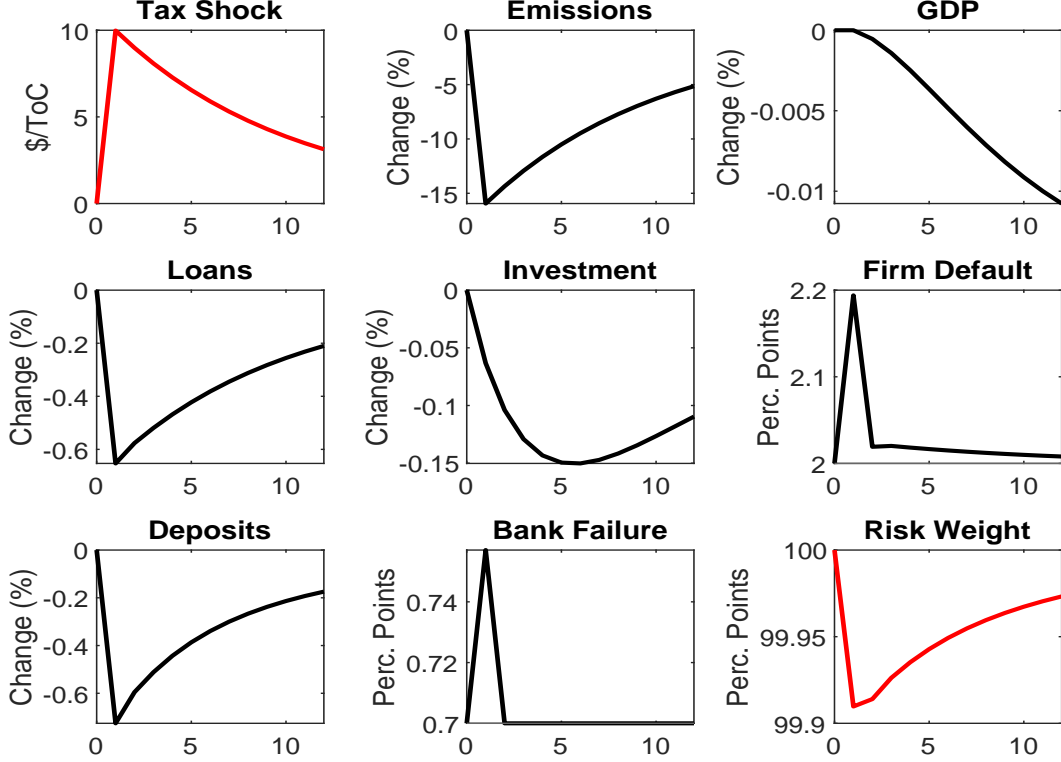 Tax Shock
10
5
0
$/ToC
0 5 10
Emissions
0
-5
-10
-15
Change (%)
0 5 10
GDP
0
-0.005
-0.01
Change (%)
0 5 10
Loans
0
-0.2
-0.4
-0.6
Change (%)
0 5 10
Investment
0
-0.05
-0.1
-0.15
Change (%)
0 5 10
Firm Default
2.2
2.1
2
Perc. Points
0 5 10
Deposits
0
-0.2
-0.4
-0.6
Change (%)
0 5 10
Bank Failure
0.74
0.72
0.7
Perc. Points
0 5 10
Risk Weight
100
99.95
99.9
Perc. Points
0 5 10